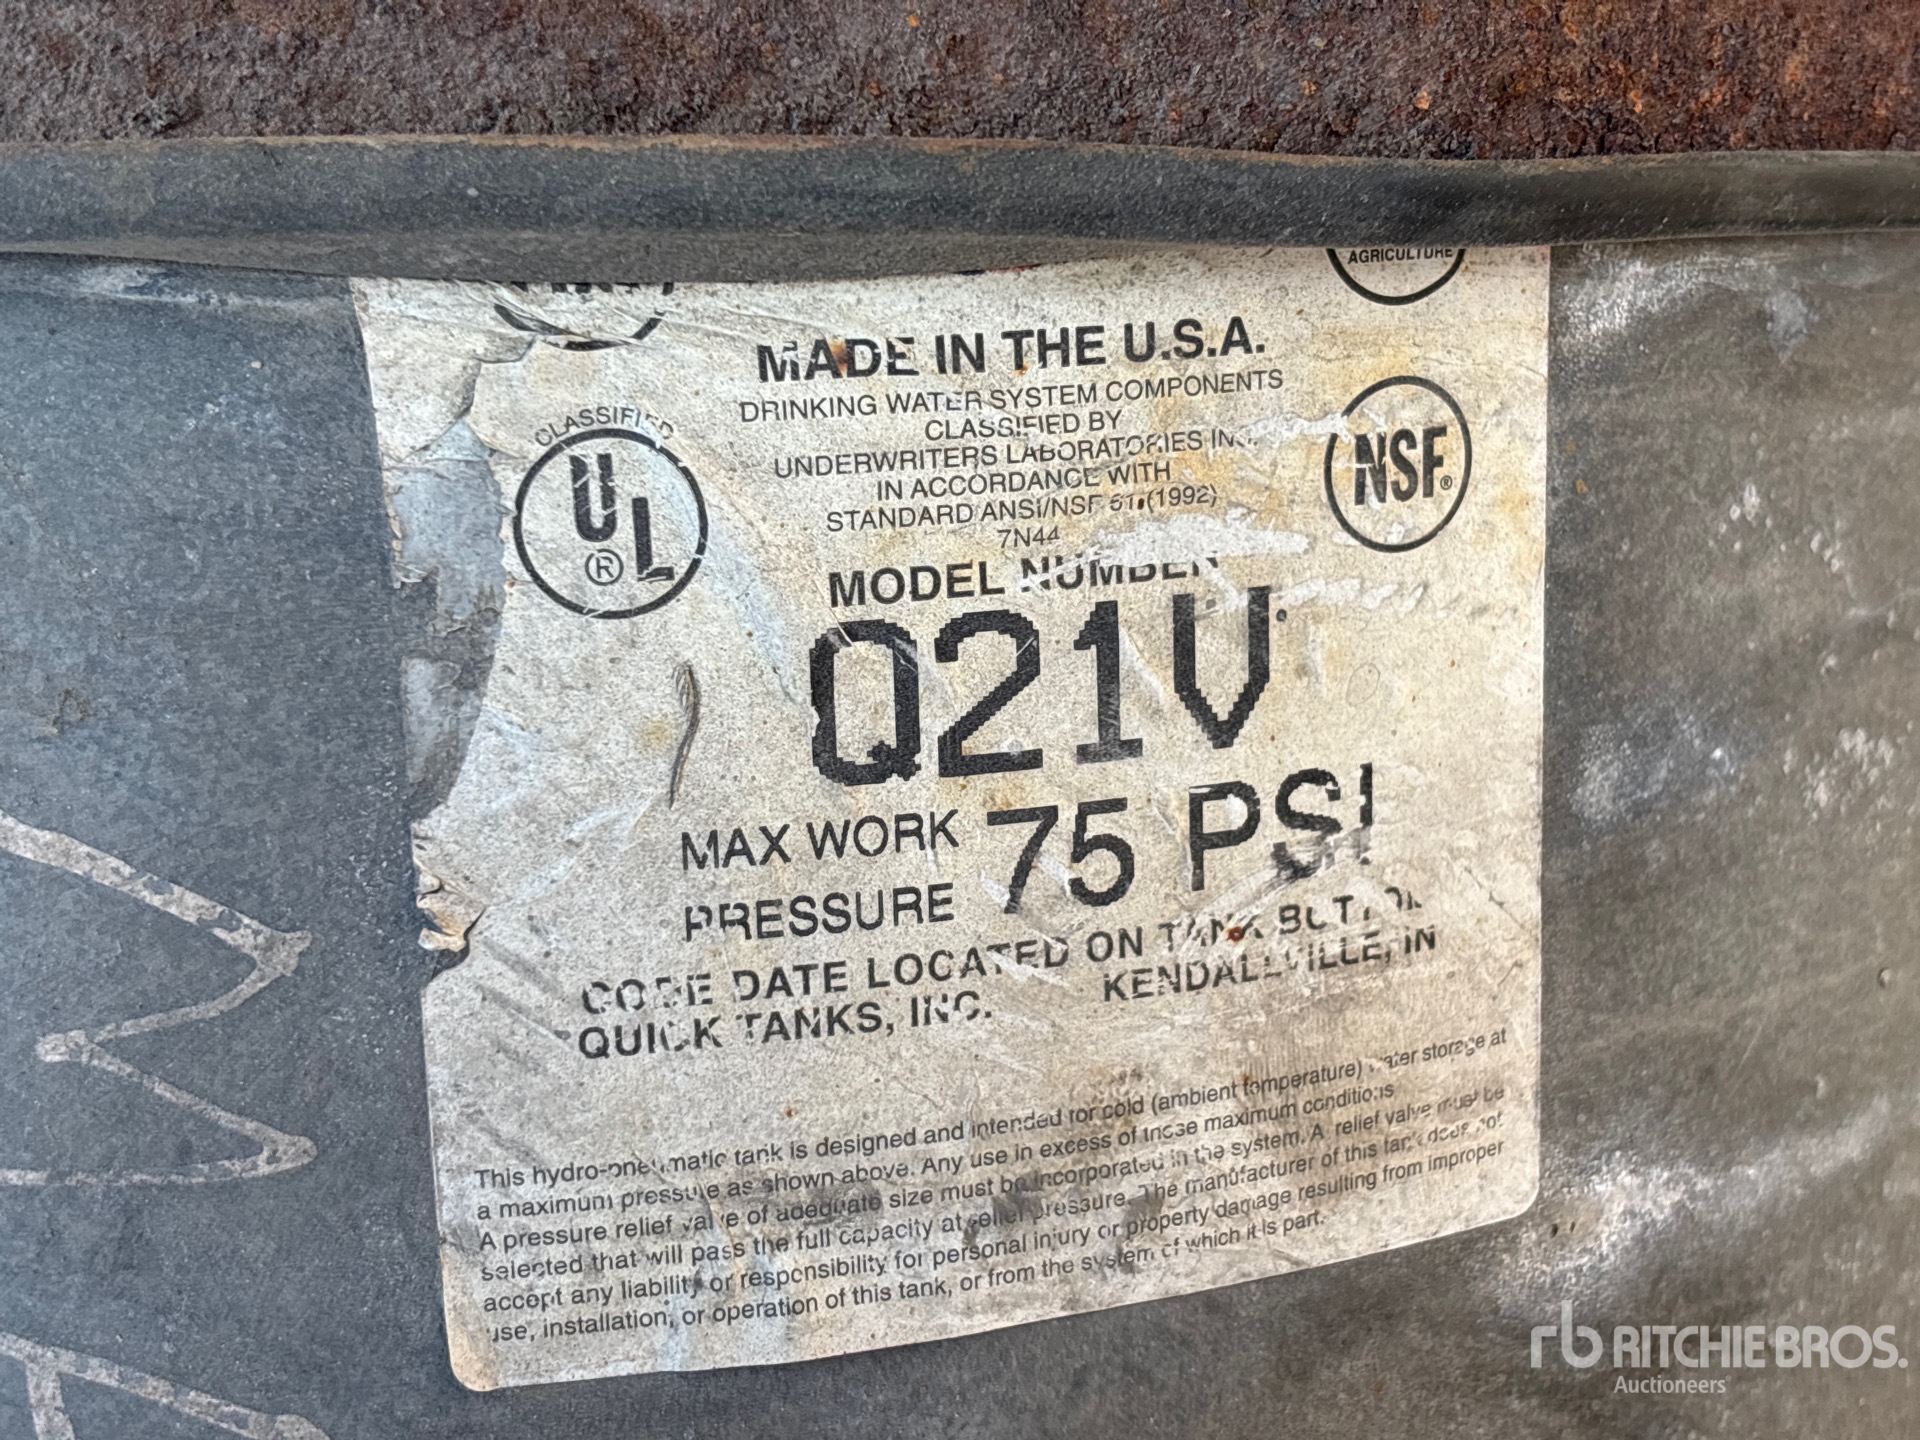 AGRICULTURE
MADE IN THE U.S.A.
DRINKING WATER SYSTEM COMPONENTS
CLASSIFIED BY
UNDERWRITERS LABORATORIES INC.
IN ACCORDANCE WITH
STANDARD ANSI/NSF 61 (1992)
7N44
CLASSIFIED
UL
®
NSF®
MODEL NUMBER
Q21V
MAX WORK
PRESSURE
75 PSI
CODE DATE LOCATED ON TANK BOTTOM
QUICK TANKS, INC. KENDALLVILLE, IN
This hydro-pneumatic tank is designed and intended for cold (ambient temperature) water storage at
a maximum pressure as shown above. Any use in excess of those maximum conditions
A pressure relief valve of adequate size must be incorporated in the system. A relief valve must be
selected that will pass the full capacity at relief pressure. The manufacturer of this tank does not
accept any liability or responsibility for personal injury or property damage resulting from improper
use, installation, or operation of this tank, or from the system of which it is part.
rb RITCHIE BROS.
Auctioneers